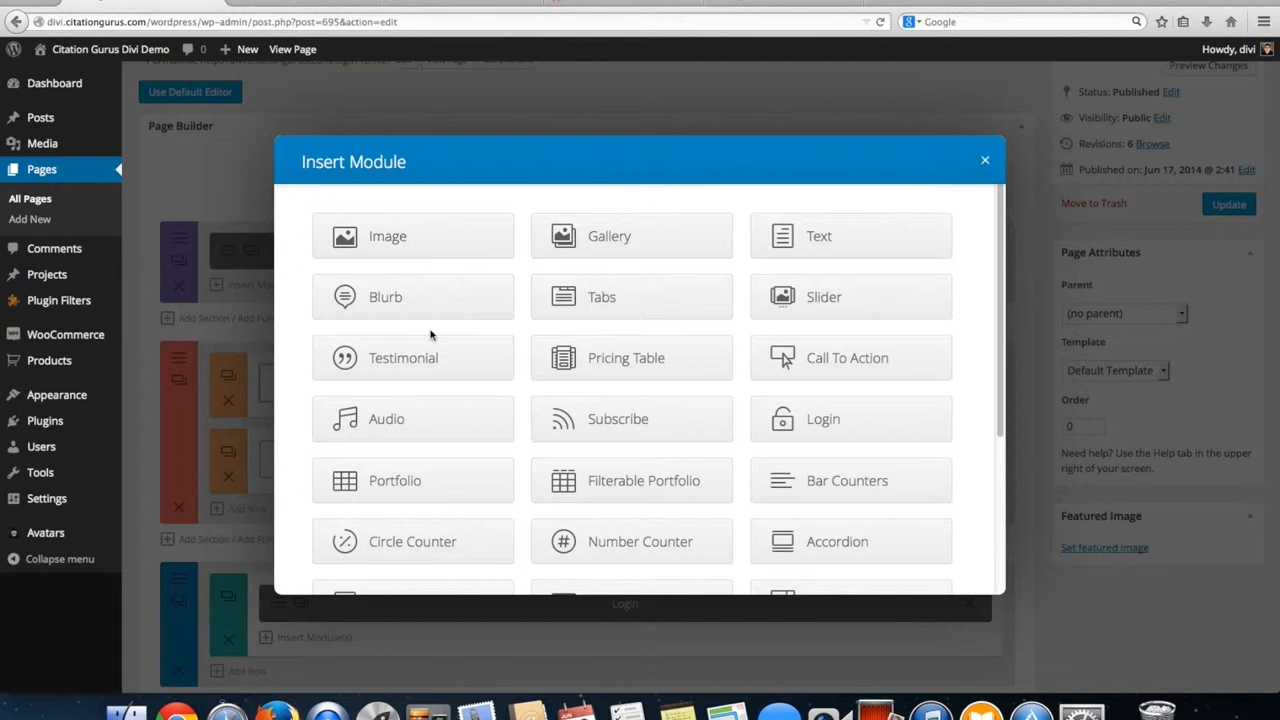 divi.citationgurus.com/wordpress/wp-admin/post.php?post=695&action=edit
Google
Citation Gurus Divi Demo
0
New
View Page
Howdy, divi
Dashboard
Posts
Media
Pages
All Pages
Add New
Comments
Projects
Plugin Filters
WooCommerce
Products
Appearance
Plugins
Users
Tools
Settings
Avatars
Collapse menu
Use Default Editor
Page Builder
Add Section / Add Full
Add Row
Add Section / Add Full
Login
Add Row
Insert Module
Image
Gallery
Text
Blurb
Tabs
Slider
Testimonial
Pricing Table
Call To Action
Audio
Subscribe
Login
Portfolio
Filterable Portfolio
Bar Counters
Circle Counter
Number Counter
Accordion
Preview Changes
Status: Published Edit
Visibility: Public Edit
Revisions: 6 Browse
Published on: Jun 17, 2014 @ 2:41 Edit
Move to Trash
Update
Page Attributes
Parent
(no parent)
Template
Default Template
Order
0
Need help? Use the Help tab in the upper
right of your screen.
Featured Image
Set featured image